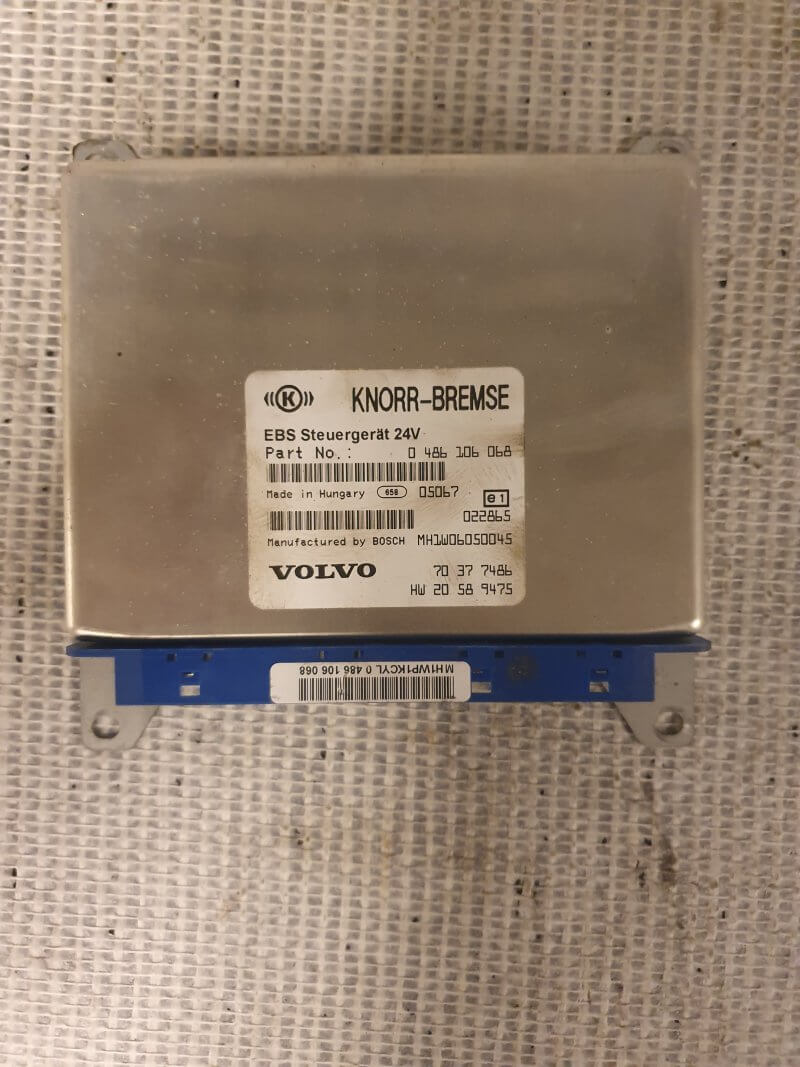 K KNORR-BREMSE
EBS Steuergerät 24V
Part No.: 0 486 106 068
Made in Hungary 658 05067 e1
022865
Manufactured by BOSCH MH1W06050045
VOLVO 70 37 7486
HW 20 58 9475
MH1WP1KCYL 0 486 106 068